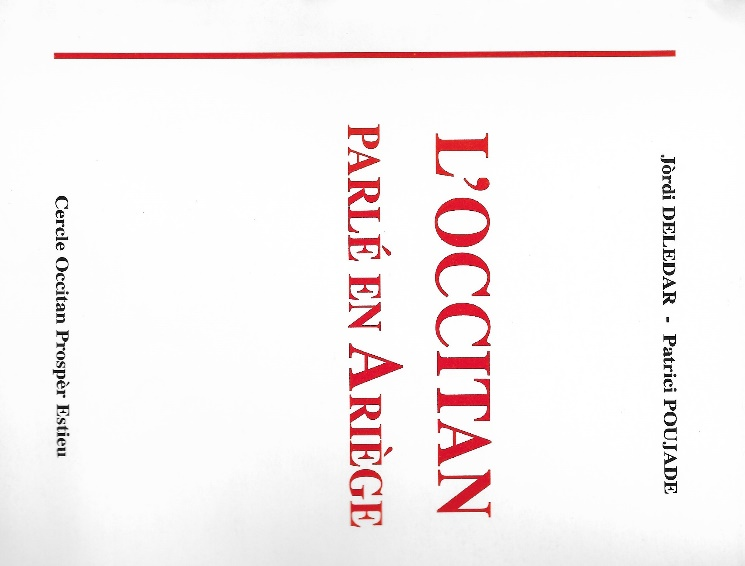 Jòrdi DELEDAR - Patrici POUJADE
L'OCCITAN
PARLÉ EN ARIÈGE
Cercle Occitan Prospèr Estieu